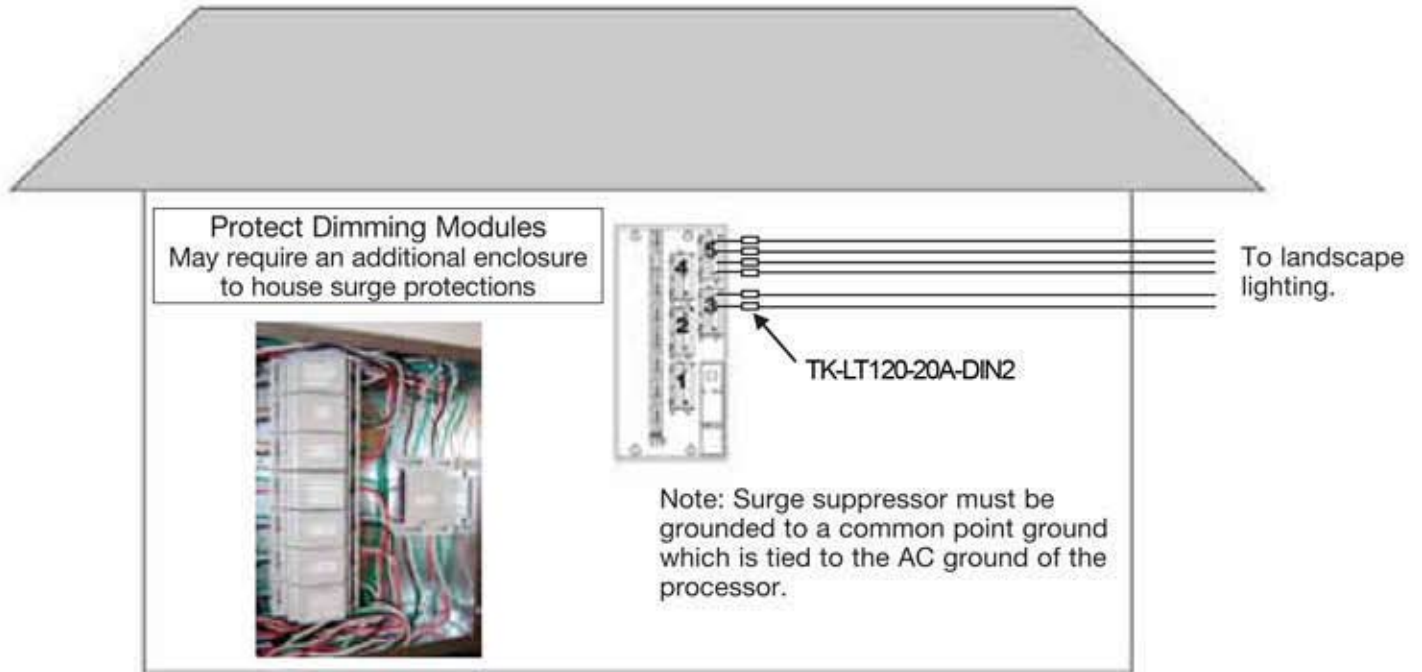 Protect Dimming Modules
May require an additional enclosure
to house surge protections
5
4
3
2
1
To landscape
lighting.
TK-LT120-20A-DIN2
Note: Surge suppressor must be
grounded to a common point ground
which is tied to the AC ground of the
processor.